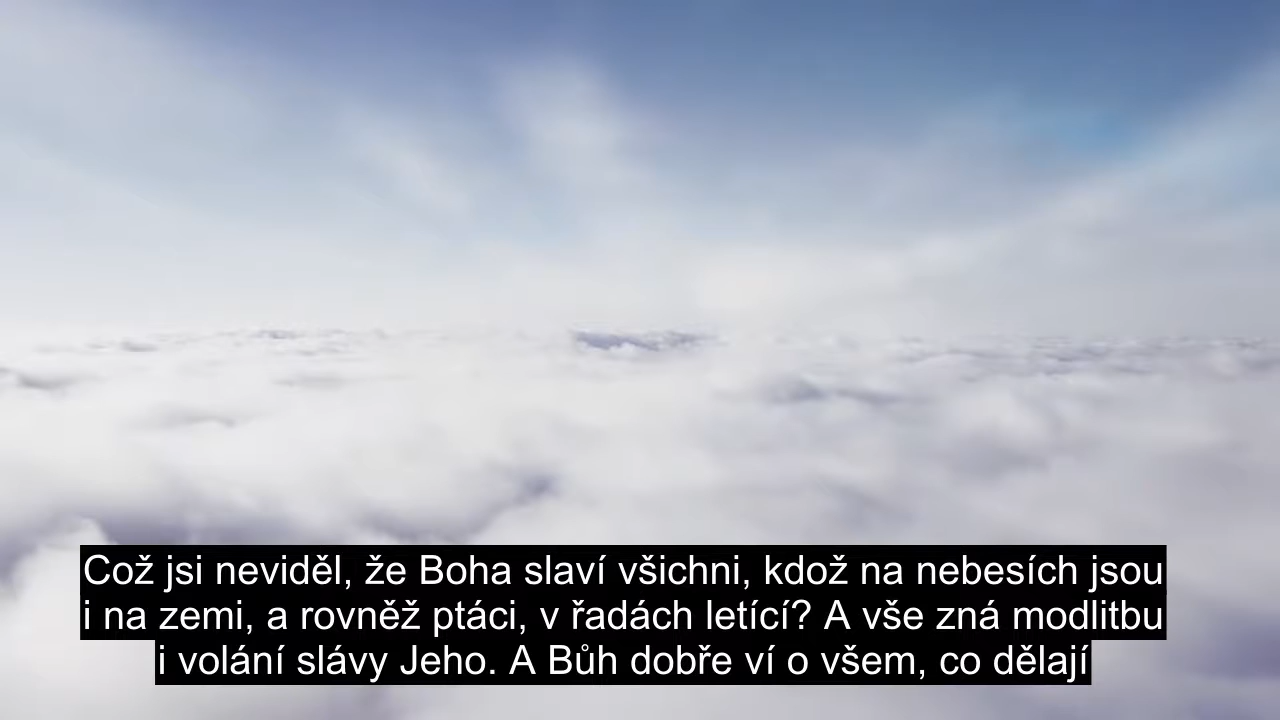 Což jsi neviděl, že Boha slaví všichni, kdož na nebesích jsou
i na zemi, a rovněž ptáci, v řadách letící? A vše zná modlitbu
i volání slávy Jeho. A Bůh dobře ví o všem, co dělají